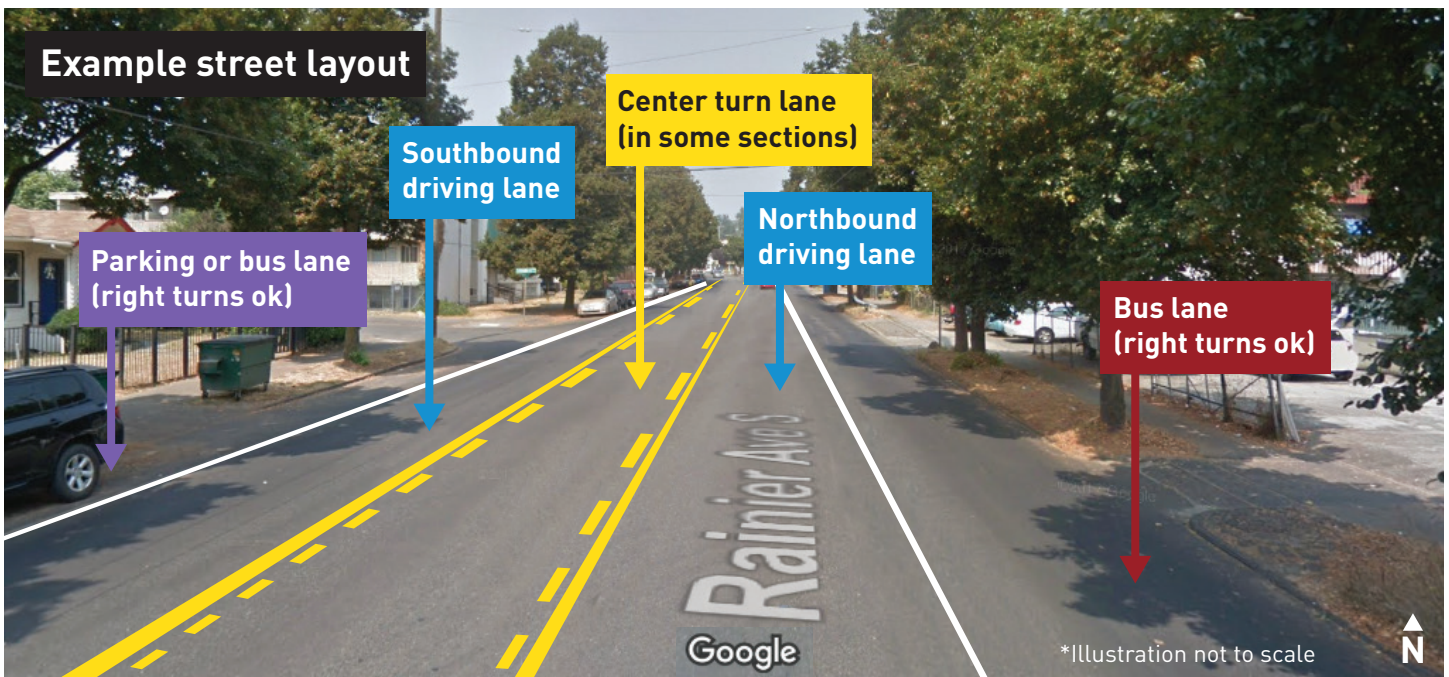 Example street layout
Center turn lane
(in some sections)
Southbound
driving lane
Northbound
driving lane
Parking or bus lane
(right turns ok)
Bus lane
(right turns ok)
Rainier Ave S
Google
*Illustration not to scale
N